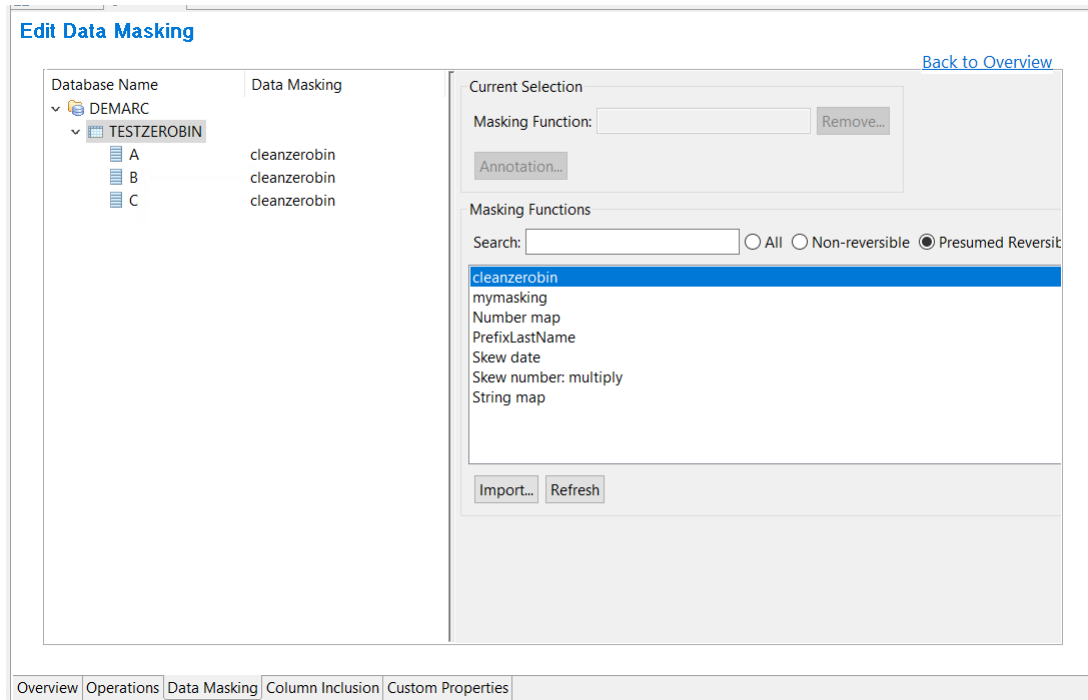 Edit Data Masking
Back to Overview
Database Name Data Masking
DEMARC
TESTZEROBIN
A cleanzerobin
B cleanzerobin
C cleanzerobin
Current Selection
Masking Function: Remove...
Annotation...
Masking Functions
Search: All Non-reversible Presumed Reversib
cleanzerobin
mymasking
Number map
PrefixLastName
Skew date
Skew number: multiply
String map
Import... Refresh
Overview Operations Data Masking Column Inclusion Custom Properties